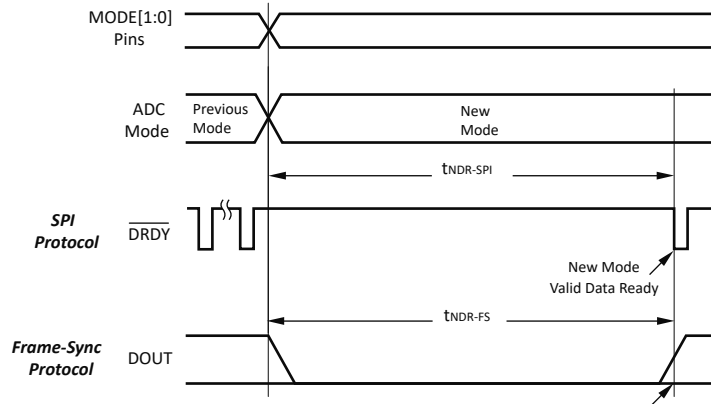 MODE[1:0]
Pins
ADC
Mode
Previous
Mode
New
Mode
tNDR-SPI
SPI
Protocol
DRDY
New Mode
Valid Data Ready
tNDR-FS
Frame-Sync
Protocol
DOUT